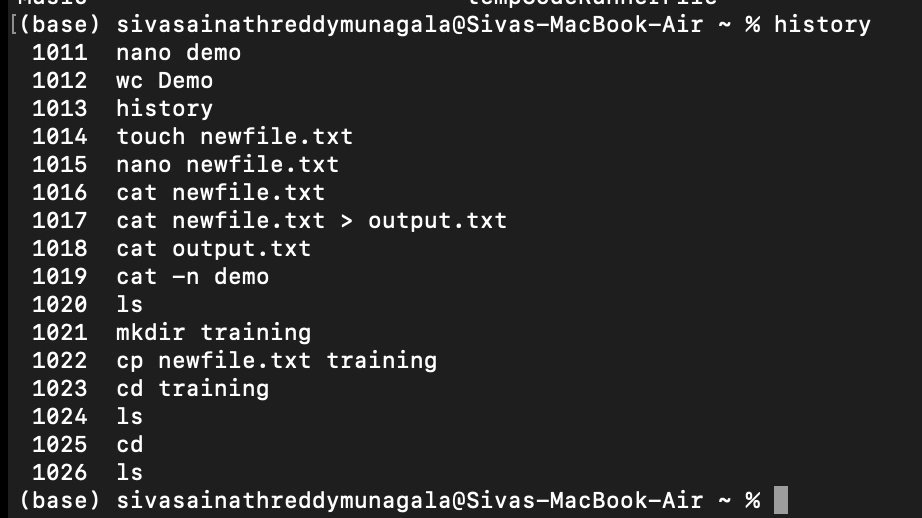 Music tempCodeRunnerFile
[(base) sivasainathreddymunagala@Sivas-MacBook-Air ~ % history
1011 nano demo
1012 wc Demo
1013 history
1014 touch newfile.txt
1015 nano newfile.txt
1016 cat newfile.txt
1017 cat newfile.txt > output.txt
1018 cat output.txt
1019 cat -n demo
1020 ls
1021 mkdir training
1022 cp newfile.txt training
1023 cd training
1024 ls
1025 cd
1026 ls
(base) sivasainathreddymunagala@Sivas-MacBook-Air ~ %